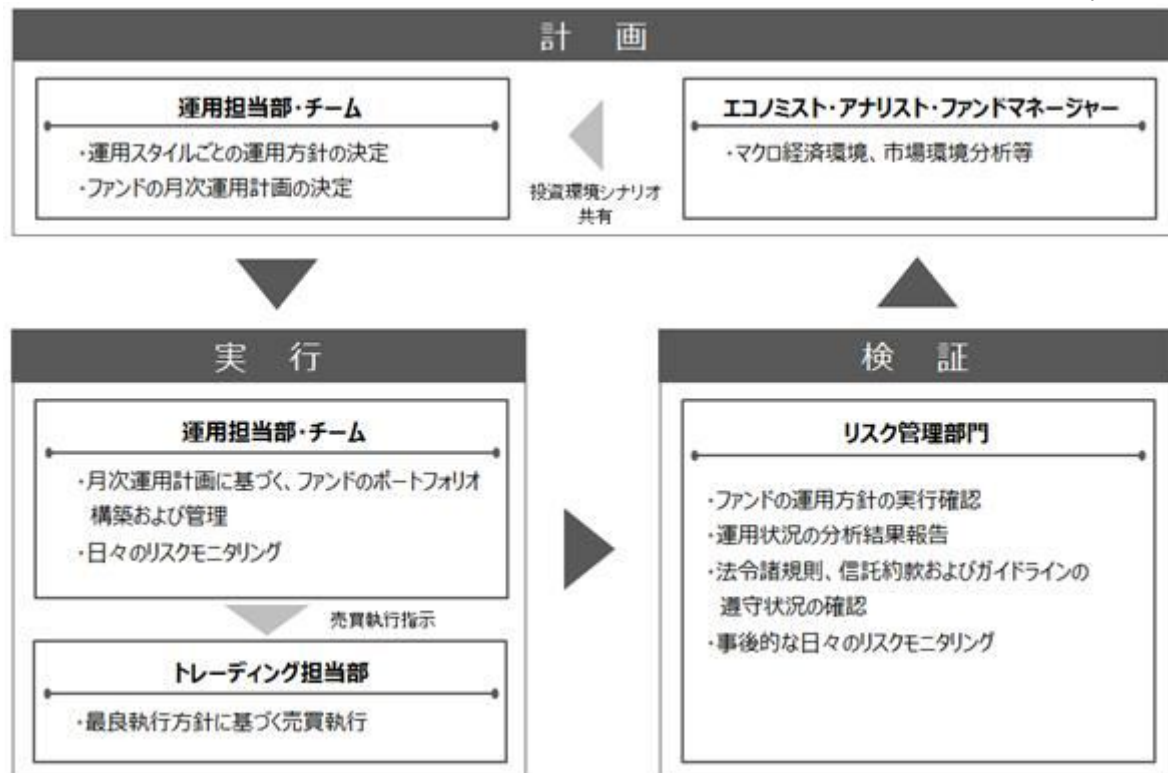 計 画
運用担当部・チーム
・運用スタイルごとの運用方針の決定
・ファンドの月次運用計画の決定
投資環境シナリオ
共有
エコノミスト・アナリスト・ファンドマネージャー
・マクロ経済環境、市場環境分析等
実 行
運用担当部・チーム
・月次運用計画に基づく、ファンドのポートフォリオ
構築および管理
・日々のリスクモニタリング
売買執行指示
トレーディング担当部
・最良執行方針に基づく売買執行
検 証
リスク管理部門
・ファンドの運用方針の実行確認
・運用状況の分析結果報告
・法令諸規則、信託約款およびガイドラインの
遵守状況の確認
・事後的な日々のリスクモニタリング